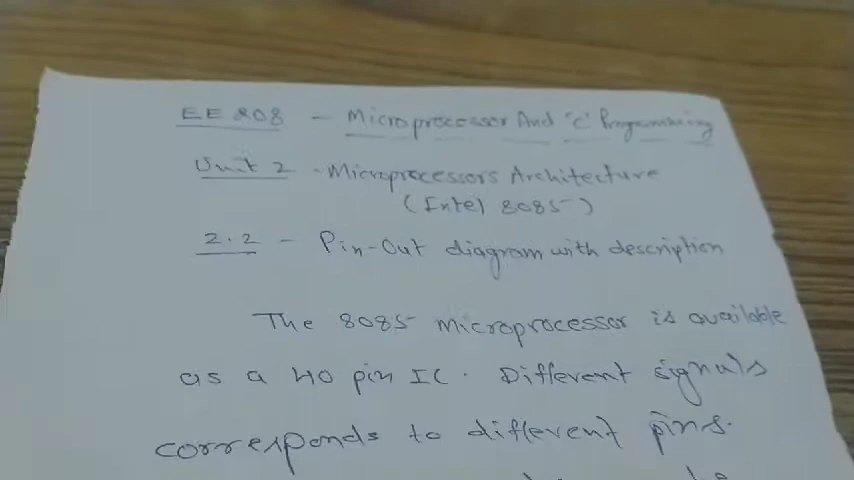 EE 208 - Microprocessor And 'C' Programming
Unit 2 - Microprocessors Architecture
(Intel 8085)
2.2 - Pin-Out diagram with description
The 8085 microprocessor is available
as a 40 pin IC. Different signals
corresponds to different pins.